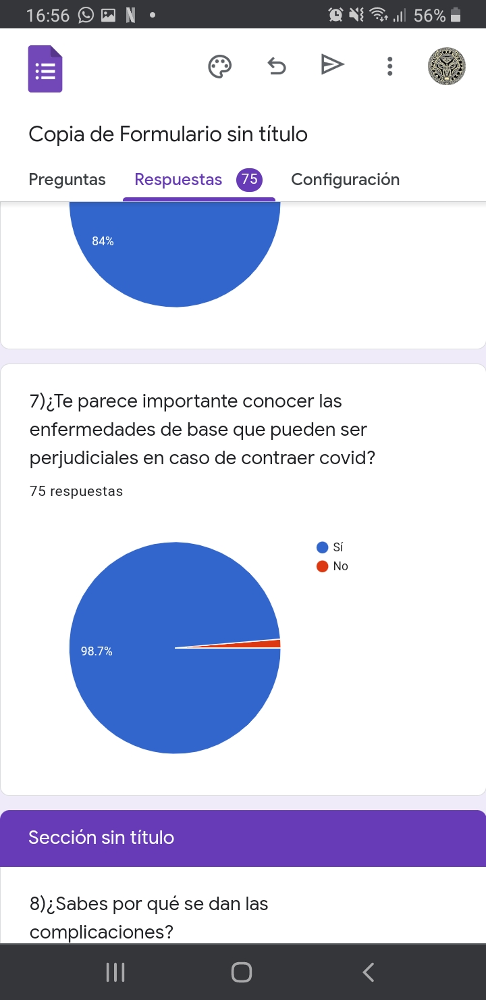 16:56
56%
Copia de Formulario sin título
Preguntas Respuestas 75 Configuración
84%
7)¿Te parece importante conocer las
enfermedades de base que pueden ser
perjudiciales en caso de contraer covid?
75 respuestas
Sí
No
98.7%
Sección sin título
8)¿Sabes por qué se dan las
complicaciones?